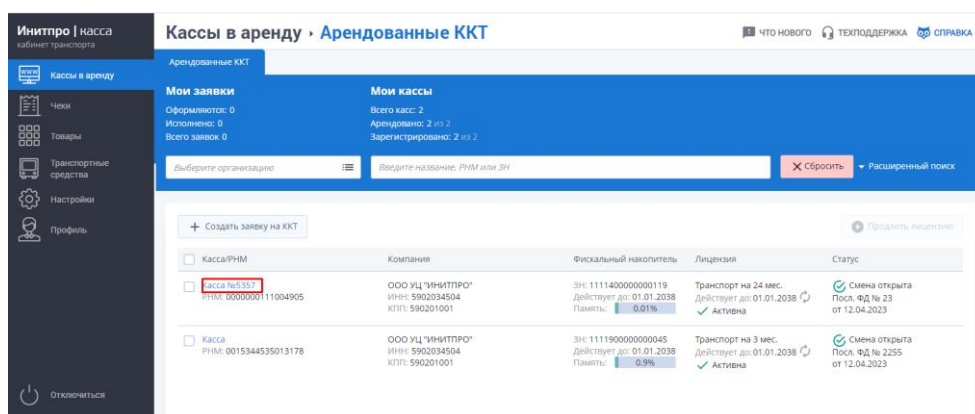 Инитпро | касса
кабинет транспорта
Кассы в аренду › Арендованные ККТ
ЧТО НОВОГО
ТЕХПОДДЕРЖКА
СПРАВКА
www
Кассы в аренду
Чеки
Товары
Транспортные
средства
Настройки
Профиль
Отключиться
Арендованные ККТ
Мои заявки
Оформляются: 0
Исполнено: 0
Всего заявок 0
Мои кассы
Всего касс: 2
Арендовано: 2 из 2
Зарегистрировано: 2 из 2
Выберите организацию
Введите название, РНМ или ЗН
Сбросить
Расширенный поиск
+ Создать заявку на ККТ
Продлить лицензию
Касса/РНМ
Компания
Фискальный накопитель
Лицензия
Статус
Касса №5357
РНМ: 0000000111004905
ООО УЦ "ИНИТПРО"
ИНН: 5902034504
КПП: 590201001
ЗН: 1111400000000119
Действует до: 01.01.2038
Память: 0.01%
Транспорт на 24 мес.
Действует до: 01.01.2038
Активна
Смена открыта
Посл. ФД № 23
от 12.04.2023
Касса
РНМ: 0015344535013178
ООО УЦ "ИНИТПРО"
ИНН: 5902034504
КПП: 590201001
ЗН: 1111900000000045
Действует до: 01.01.2038
Память: 0.9%
Транспорт на 3 мес.
Действует до: 01.01.2038
Активна
Смена открыта
Посл. ФД № 2255
от 12.04.2023